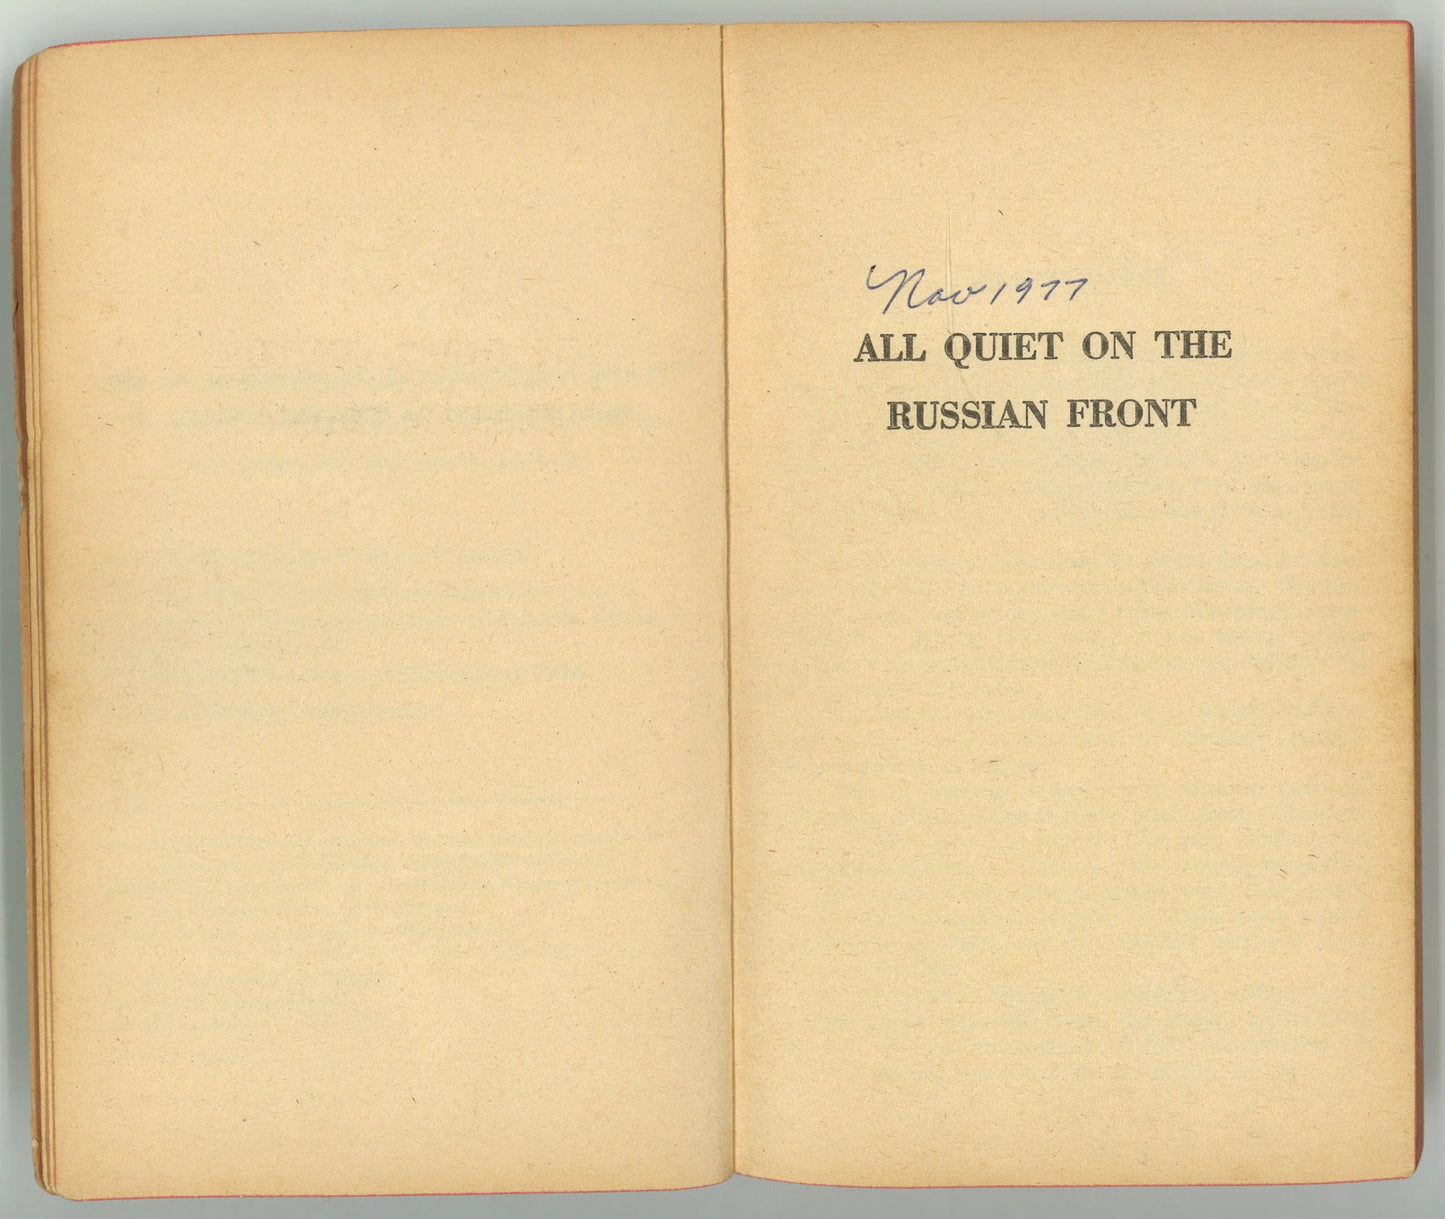 Nov 1977
ALL QUIET ON THE
RUSSIAN FRONT